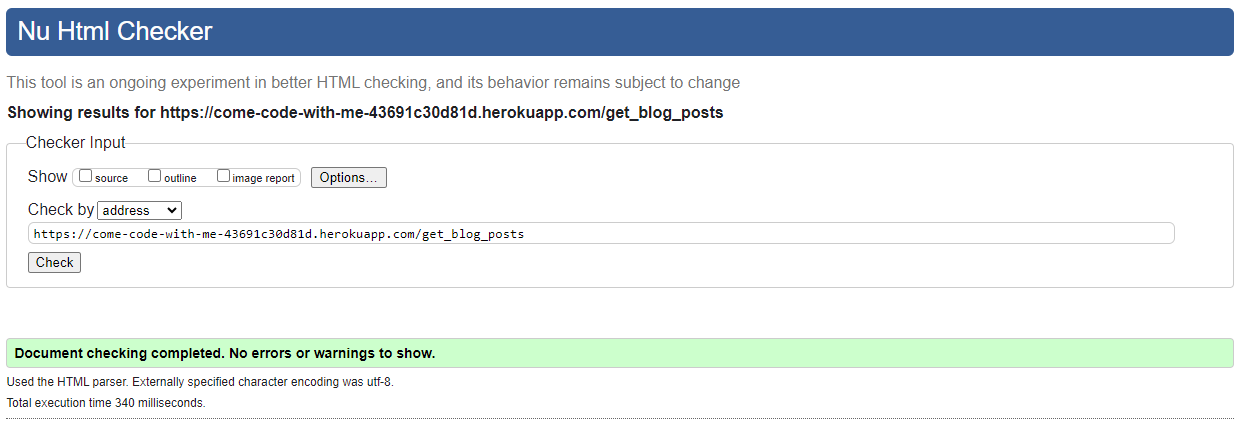 Nu Html Checker
This tool is an ongoing experiment in better HTML checking, and its behavior remains subject to change
Showing results for https://come-code-with-me-43691c30d81d.herokuapp.com/get_blog_posts
Checker Input
Show source outline image report Options...
Check by address
https://come-code-with-me-43691c30d81d.herokuapp.com/get_blog_posts
Check
Document checking completed. No errors or warnings to show.
Used the HTML parser. Externally specified character encoding was utf-8.
Total execution time 340 milliseconds.